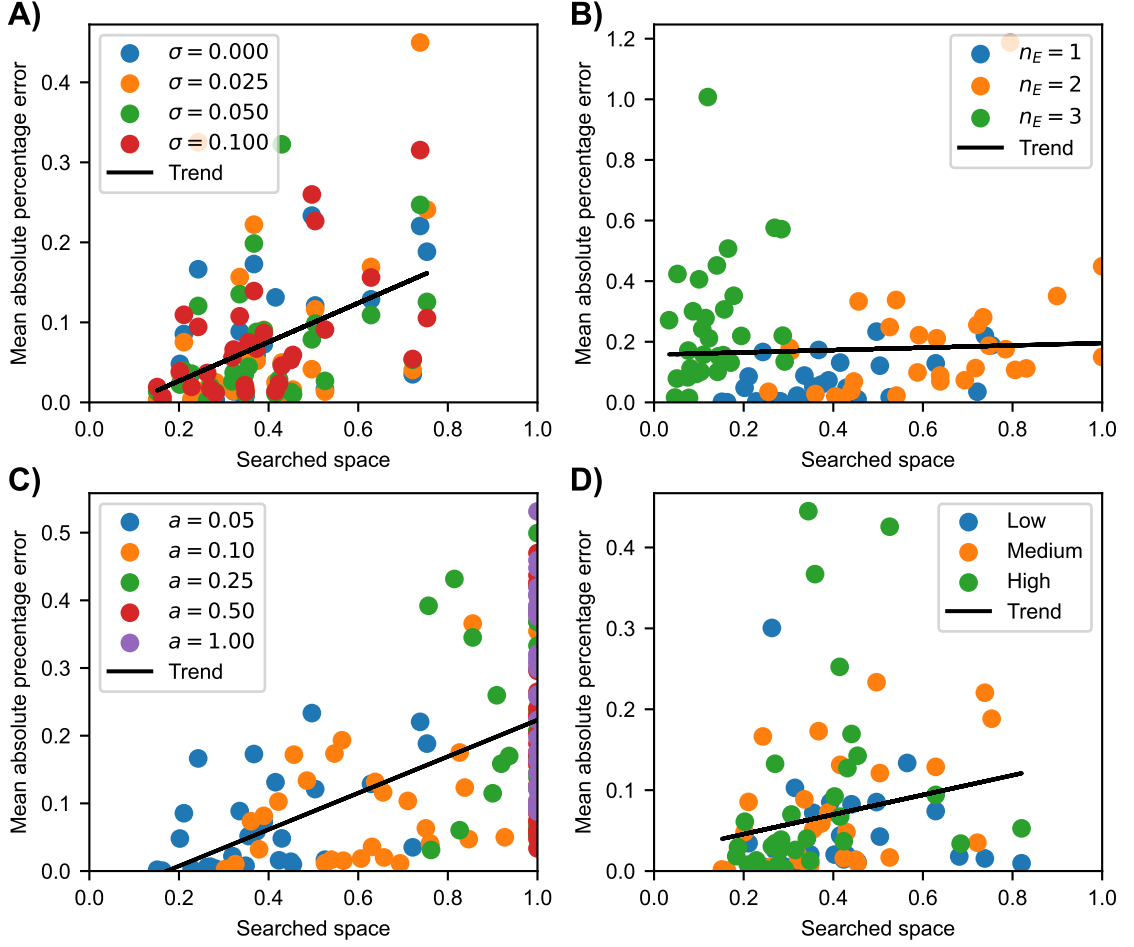 A)
Mean absolute percentage error
0.4
0.3
0.2
0.1
0.0
σ = 0.000
σ = 0.025
σ = 0.050
σ = 0.100
Trend
0.0 0.2 0.4 0.6 0.8 1.0
Searched space
B)
Mean absolute percentage error
1.2
1.0
0.8
0.6
0.4
0.2
0.0
n_E = 1
n_E = 2
n_E = 3
Trend
0.0 0.2 0.4 0.6 0.8 1.0
Searched space
C)
Mean absolute precentage error
0.5
0.4
0.3
0.2
0.1
0.0
a = 0.05
a = 0.10
a = 0.25
a = 0.50
a = 1.00
Trend
0.0 0.2 0.4 0.6 0.8 1.0
Searched space
D)
Mean absolute percentage error
0.4
0.3
0.2
0.1
0.0
Low
Medium
High
Trend
0.0 0.2 0.4 0.6 0.8 1.0
Searched space